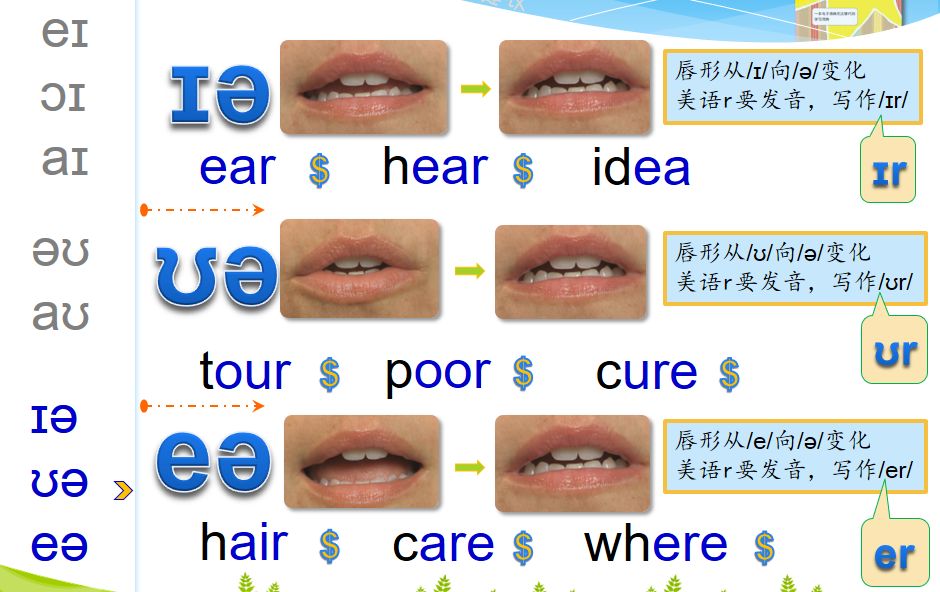 eɪ
ɔɪ
aɪ
əʊ
aʊ
ɪə
ʊə
eə
ɪə
唇形从/ɪ/向/ə/变化
美语r要发音，写作/ɪr/
ɪr
ear $ hear $ idea
ʊə
唇形从/ʊ/向/ə/变化
美语r要发音，写作/ʊr/
ʊr
tour $ poor $ cure $
eə
唇形从/e/向/ə/变化
美语r要发音，写作/er/
er
hair $ care $ where $